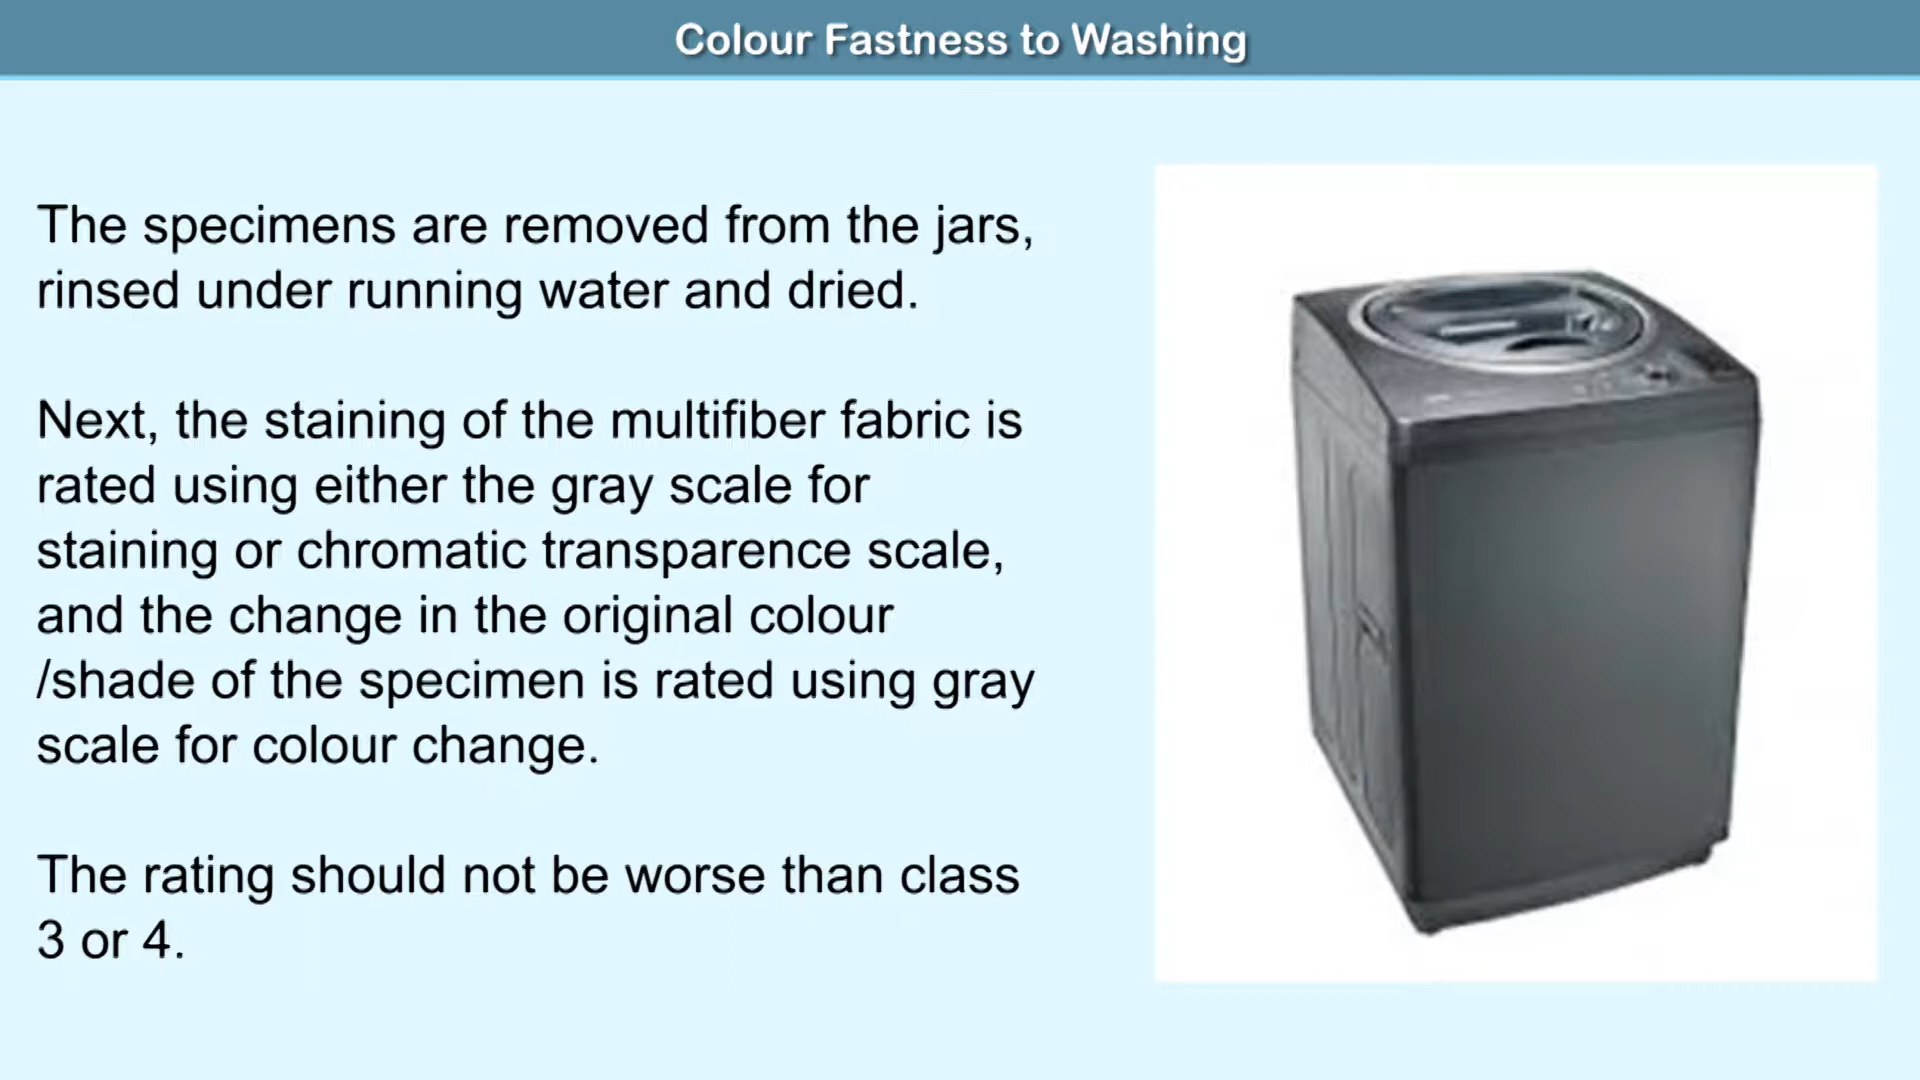 Colour Fastness to Washing
The specimens are removed from the jars,
rinsed under running water and dried.
Next, the staining of the multifiber fabric is
rated using either the gray scale for
staining or chromatic transparence scale,
and the change in the original colour
/shade of the specimen is rated using gray
scale for colour change.
The rating should not be worse than class
3 or 4.